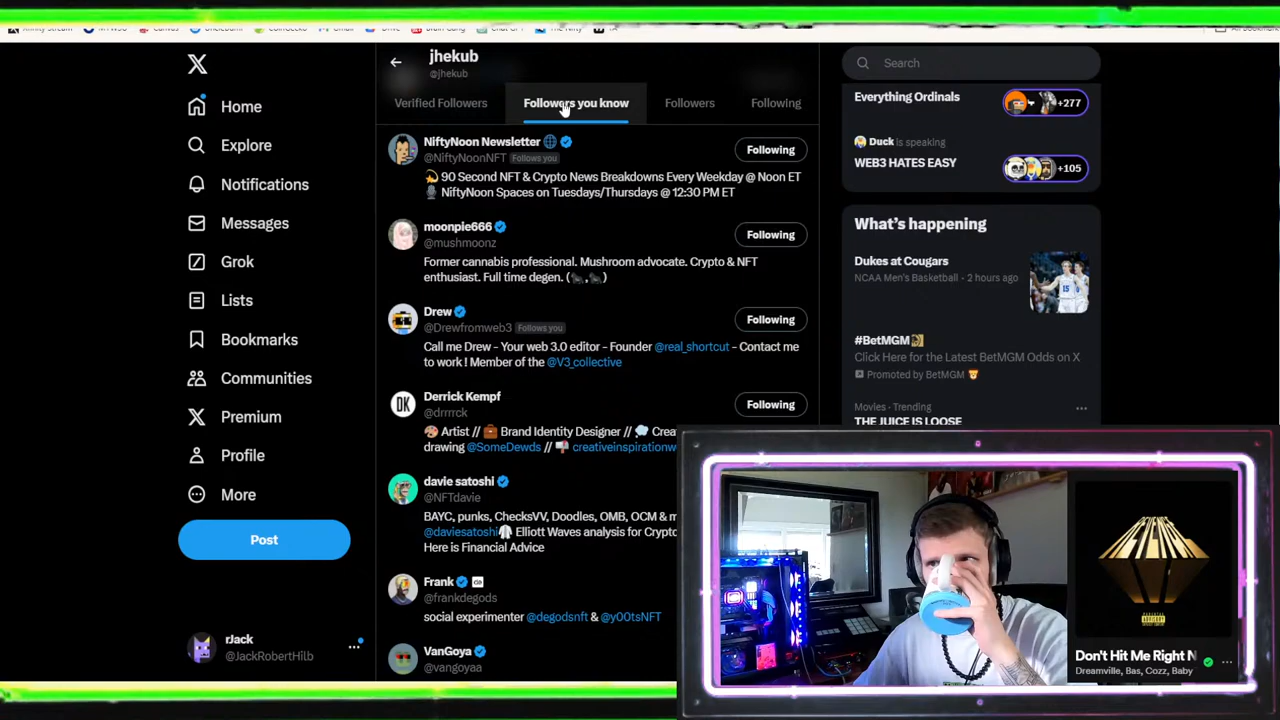 jhekub
@jhekub
Verified Followers
Followers you know
Followers
Following
Home
Explore
Notifications
Messages
Grok
Lists
Bookmarks
Communities
Premium
Profile
More
Post
rJack
@JackRobertHilb
NiftyNoon Newsletter
@NiftyNoonNFT Follows you
Following
90 Second NFT & Crypto News Breakdowns Every Weekday @ Noon ET
NiftyNoon Spaces on Tuesdays/Thursdays @ 12:30 PM ET
moonpie666
@mushmoonz
Following
Former cannabis professional. Mushroom advocate. Crypto & NFT
enthusiast. Full time degen.
Drew
@Drewfromweb3 Follows you
Following
Call me Drew - Your web 3.0 editor - Founder @real_shortcut - Contact me
to work ! Member of the @V3_collective
DK
Derrick Kempf
@drrrrck
Following
Artist // Brand Identity Designer //
drawing @SomeDewds //
davie satoshi
@NFTdavie
BAYC, punks, ChecksVV, Doodles, OMB, OCM &
@daviesatoshi Elliott Waves analysis for
Here is Financial Advice
Frank
@frankdegods
social experimenter @degodsnft & @y00tsNFT
VanGoya
@vangoyaa
Search
Everything Ordinals
+277
Duck is speaking
WEB3 HATES EASY
+105
What's happening
Dukes at Cougars
NCAA Men's Basketball · 2 hours ago
#BetMGM
Click Here for the Latest BetMGM Odds on X
Promoted by BetMGM
Movies · Trending
THE JUICE IS LOOSE
Don't Hit Me Right N
Dreamville, Bas, Cozz, Baby